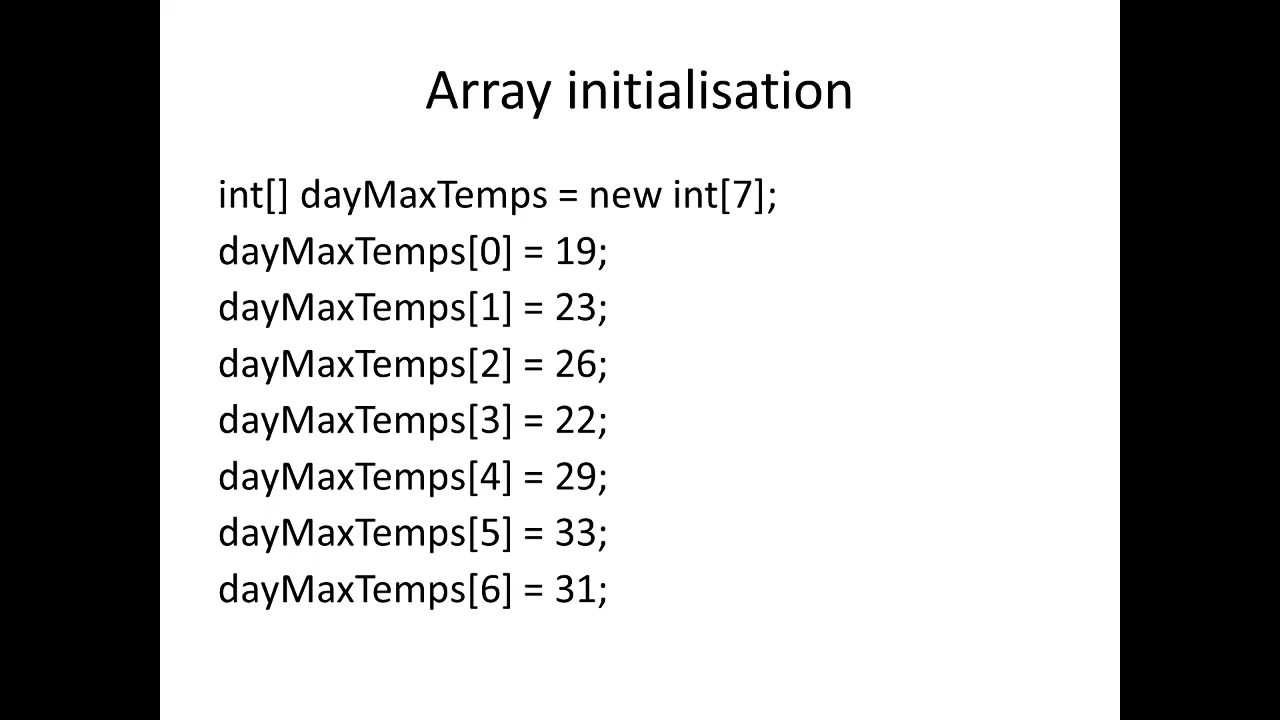 Array initialisation
int[] dayMaxTemps = new int[7];
dayMaxTemps[0] = 19;
dayMaxTemps[1] = 23;
dayMaxTemps[2] = 26;
dayMaxTemps[3] = 22;
dayMaxTemps[4] = 29;
dayMaxTemps[5] = 33;
dayMaxTemps[6] = 31;